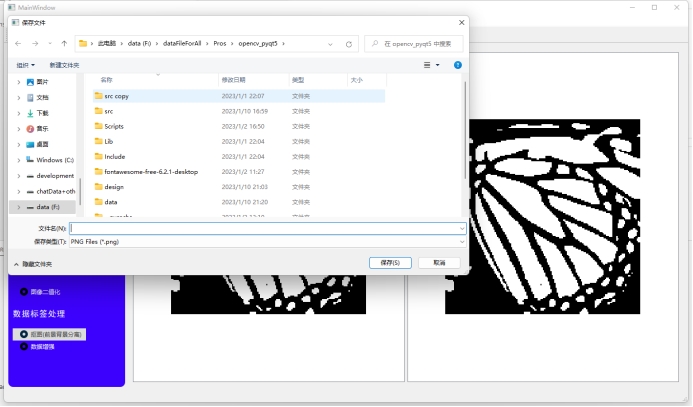 MainWindow
保存文件
此电脑 › data (F:) › dataFileForAll › Pros › opencv_pyqt5 ›
在 opencv_pyqt5 中搜索
组织
新建文件夹
名称 修改日期 类型 大小
图片
文档
下载
音乐
桌面
Windows (C:)
development
chatData+oth
data (F:)
src copy 2023/1/1 22:07 文件夹
src 2023/1/10 16:59 文件夹
Scripts 2023/1/2 16:50 文件夹
Lib 2023/1/1 22:04 文件夹
Include 2023/1/1 22:04 文件夹
fontawesome-free-6.2.1-desktop 2023/1/2 11:27 文件夹
design 2023/1/10 21:03 文件夹
data 2023/1/10 21:20 文件夹
文件名(N):
保存类型(T): PNG Files (*.png)
隐藏文件夹
保存(S)
取消
图像二值化
数据标签处理
抠图(前景背景分离)
数据增强